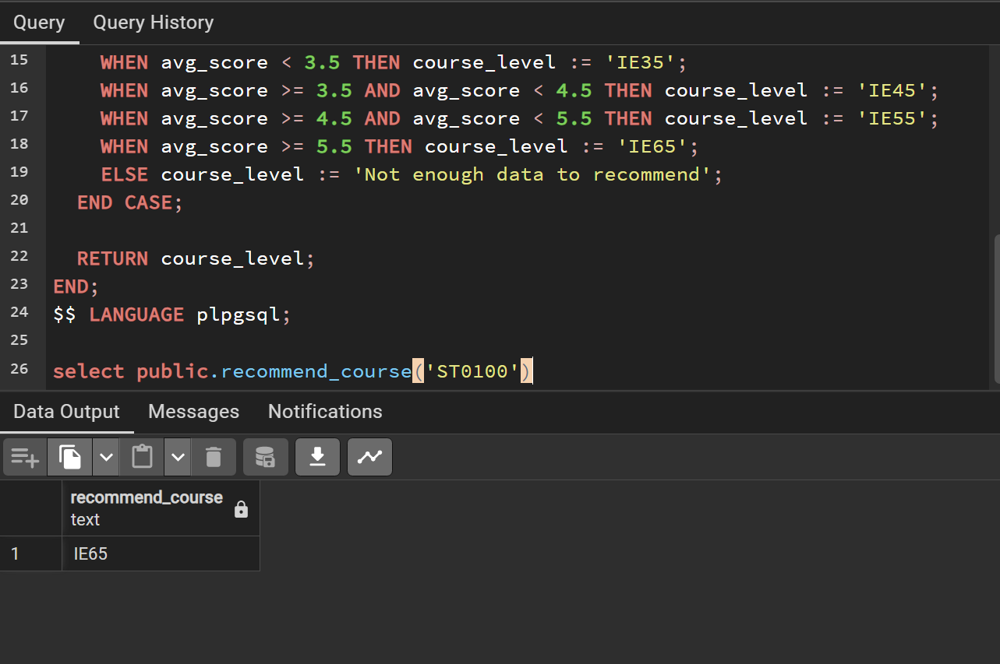 Query Query History
15 WHEN avg_score < 3.5 THEN course_level := 'IE35';
16 WHEN avg_score >= 3.5 AND avg_score < 4.5 THEN course_level := 'IE45';
17 WHEN avg_score >= 4.5 AND avg_score < 5.5 THEN course_level := 'IE55';
18 WHEN avg_score >= 5.5 THEN course_level := 'IE65';
19 ELSE course_level := 'Not enough data to recommend';
20 END CASE;
21
22 RETURN course_level;
23 END;
24 $$ LANGUAGE plpgsql;
25
26 select public.recommend_course('ST0100')
Data Output Messages Notifications
recommend_course
text
1 IE65